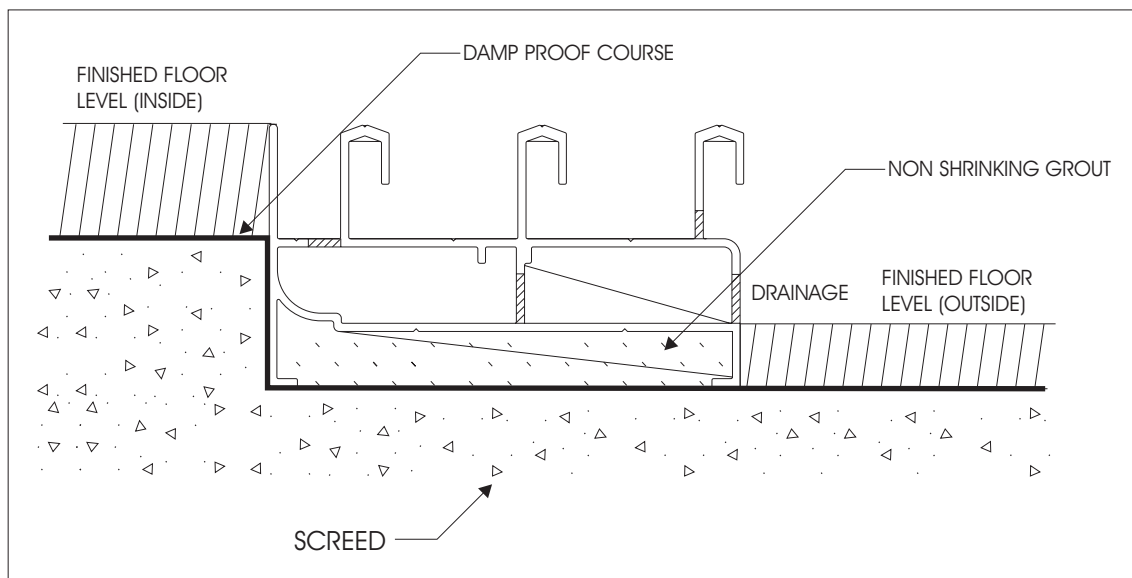 DAMP PROOF COURSE
FINISHED FLOOR
LEVEL (INSIDE)
NON SHRINKING GROUT
DRAINAGE
FINISHED FLOOR
LEVEL (OUTSIDE)
SCREED